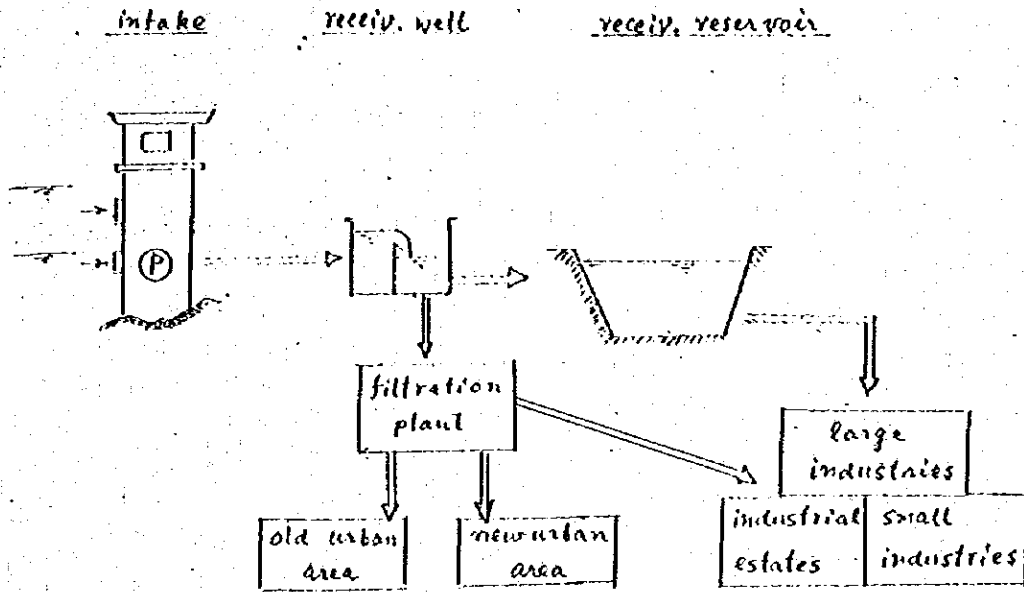 intake
receiv. well
receiv. reservoir
P
filtration
plant
large
industries
old urban
area
new urban
area
industrial
estates
small
industries